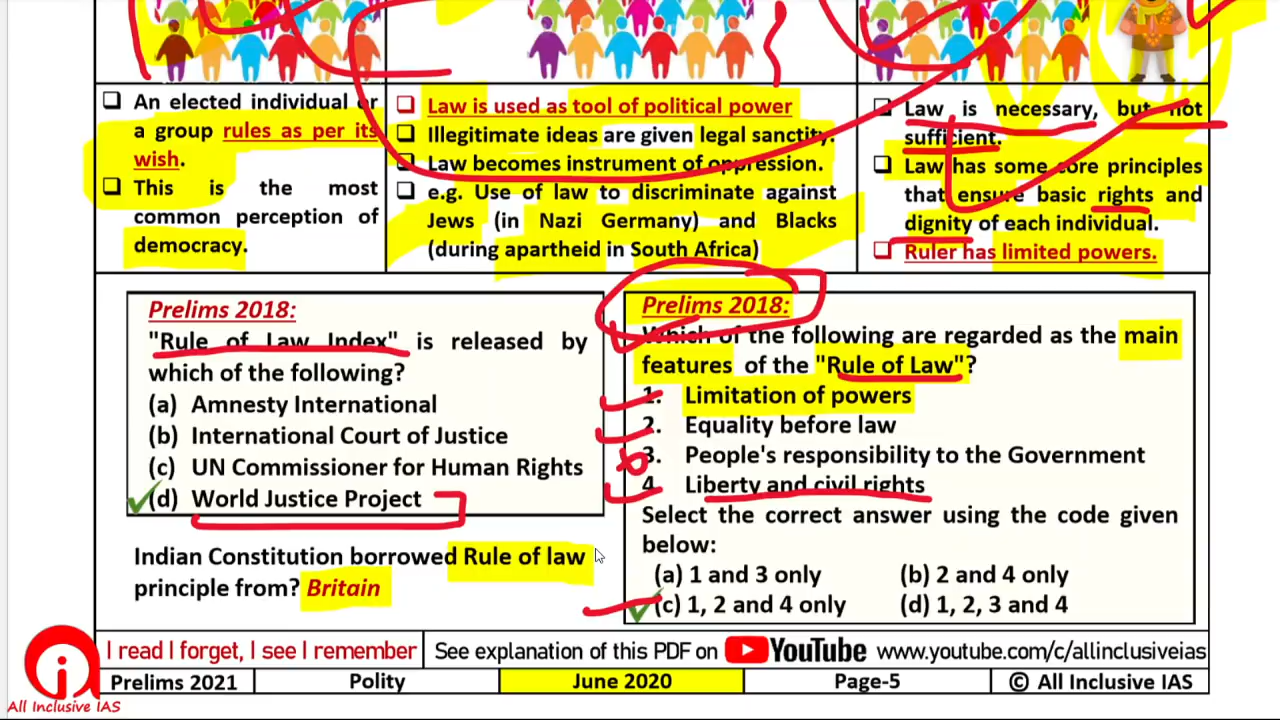 An elected individual or
a group rules as per its
wish.
This is the most
common perception of
democracy.
Law is used as tool of political power
Illegitimate ideas are given legal sanctity.
Law becomes instrument of oppression.
e.g. Use of law to discriminate against
Jews (in Nazi Germany) and Blacks
(during apartheid in South Africa)
Law is necessary, but not
sufficient.
Law has some core principles
that ensure basic rights and
dignity of each individual.
Ruler has limited powers.
Prelims 2018:
"Rule of Law Index" is released by
which of the following?
(a) Amnesty International
(b) International Court of Justice
(c) UN Commissioner for Human Rights
(d) World Justice Project
Indian Constitution borrowed Rule of law
principle from? Britain
Prelims 2018:
Which of the following are regarded as the main
features of the "Rule of Law"?
1. Limitation of powers
2. Equality before law
3. People's responsibility to the Government
4. Liberty and civil rights
Select the correct answer using the code given
below:
(a) 1 and 3 only (b) 2 and 4 only
(c) 1, 2 and 4 only (d) 1, 2, 3 and 4
I read I forget, I see I remember
See explanation of this PDF on YouTube www.youtube.com/c/allinclusiveias
Prelims 2021 Polity June 2020 Page-5 © All Inclusive IAS
All Inclusive IAS